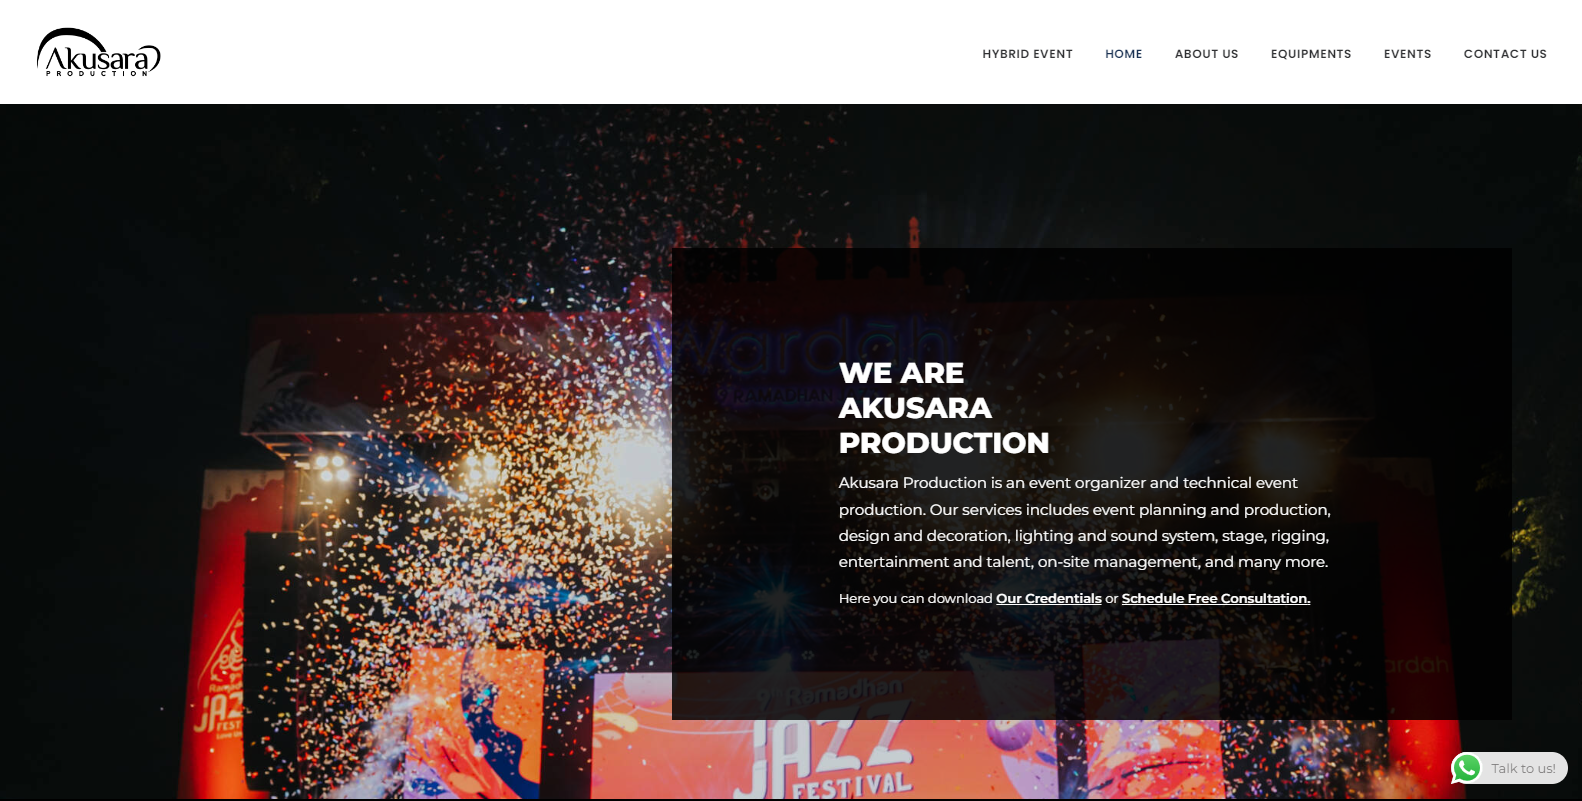 Akusara
PRODUCTION
HYBRID EVENT
HOME
ABOUT US
EQUIPMENTS
EVENTS
CONTACT US
Wardah
RAMADHAN
WE ARE
AKUSARA
PRODUCTION
Akusara Production is an event organizer and technical event
production. Our services includes event planning and production,
design and decoration, lighting and sound system, stage, rigging,
entertainment and talent, on-site management, and many more.
Here you can download Our Credentials or Schedule Free Consultation.
Ramadhan
JAZZ
FEST
9th Ramadhan
JAZZ
FESTIVAL
ardah
Talk to us!